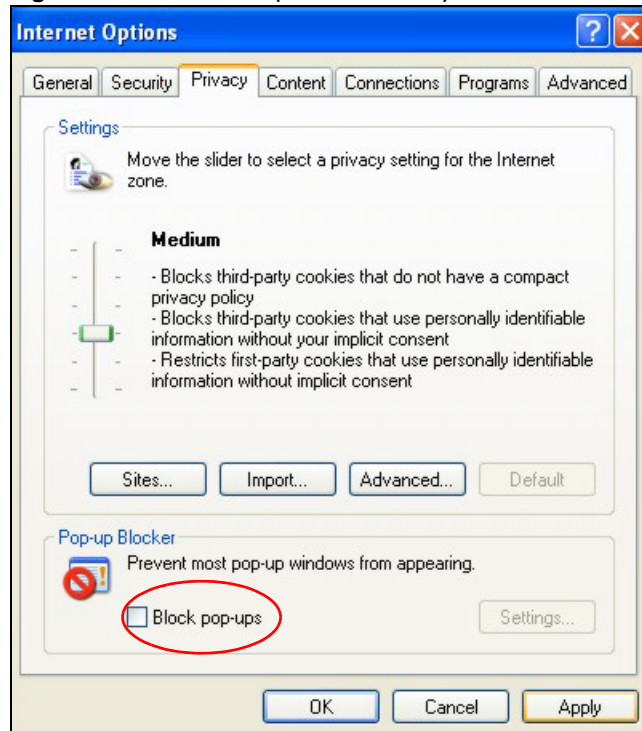 Internet Options
General Security Privacy Content Connections Programs Advanced
Settings
Move the slider to select a privacy setting for the Internet
zone.
Medium
- Blocks third-party cookies that do not have a compact
privacy policy
- Blocks third-party cookies that use personally identifiable
information without your implicit consent
- Restricts first-party cookies that use personally identifiable
information without implicit consent
Sites... Import... Advanced... Default
Pop-up Blocker
Prevent most pop-up windows from appearing.
Block pop-ups Settings...
OK Cancel Apply